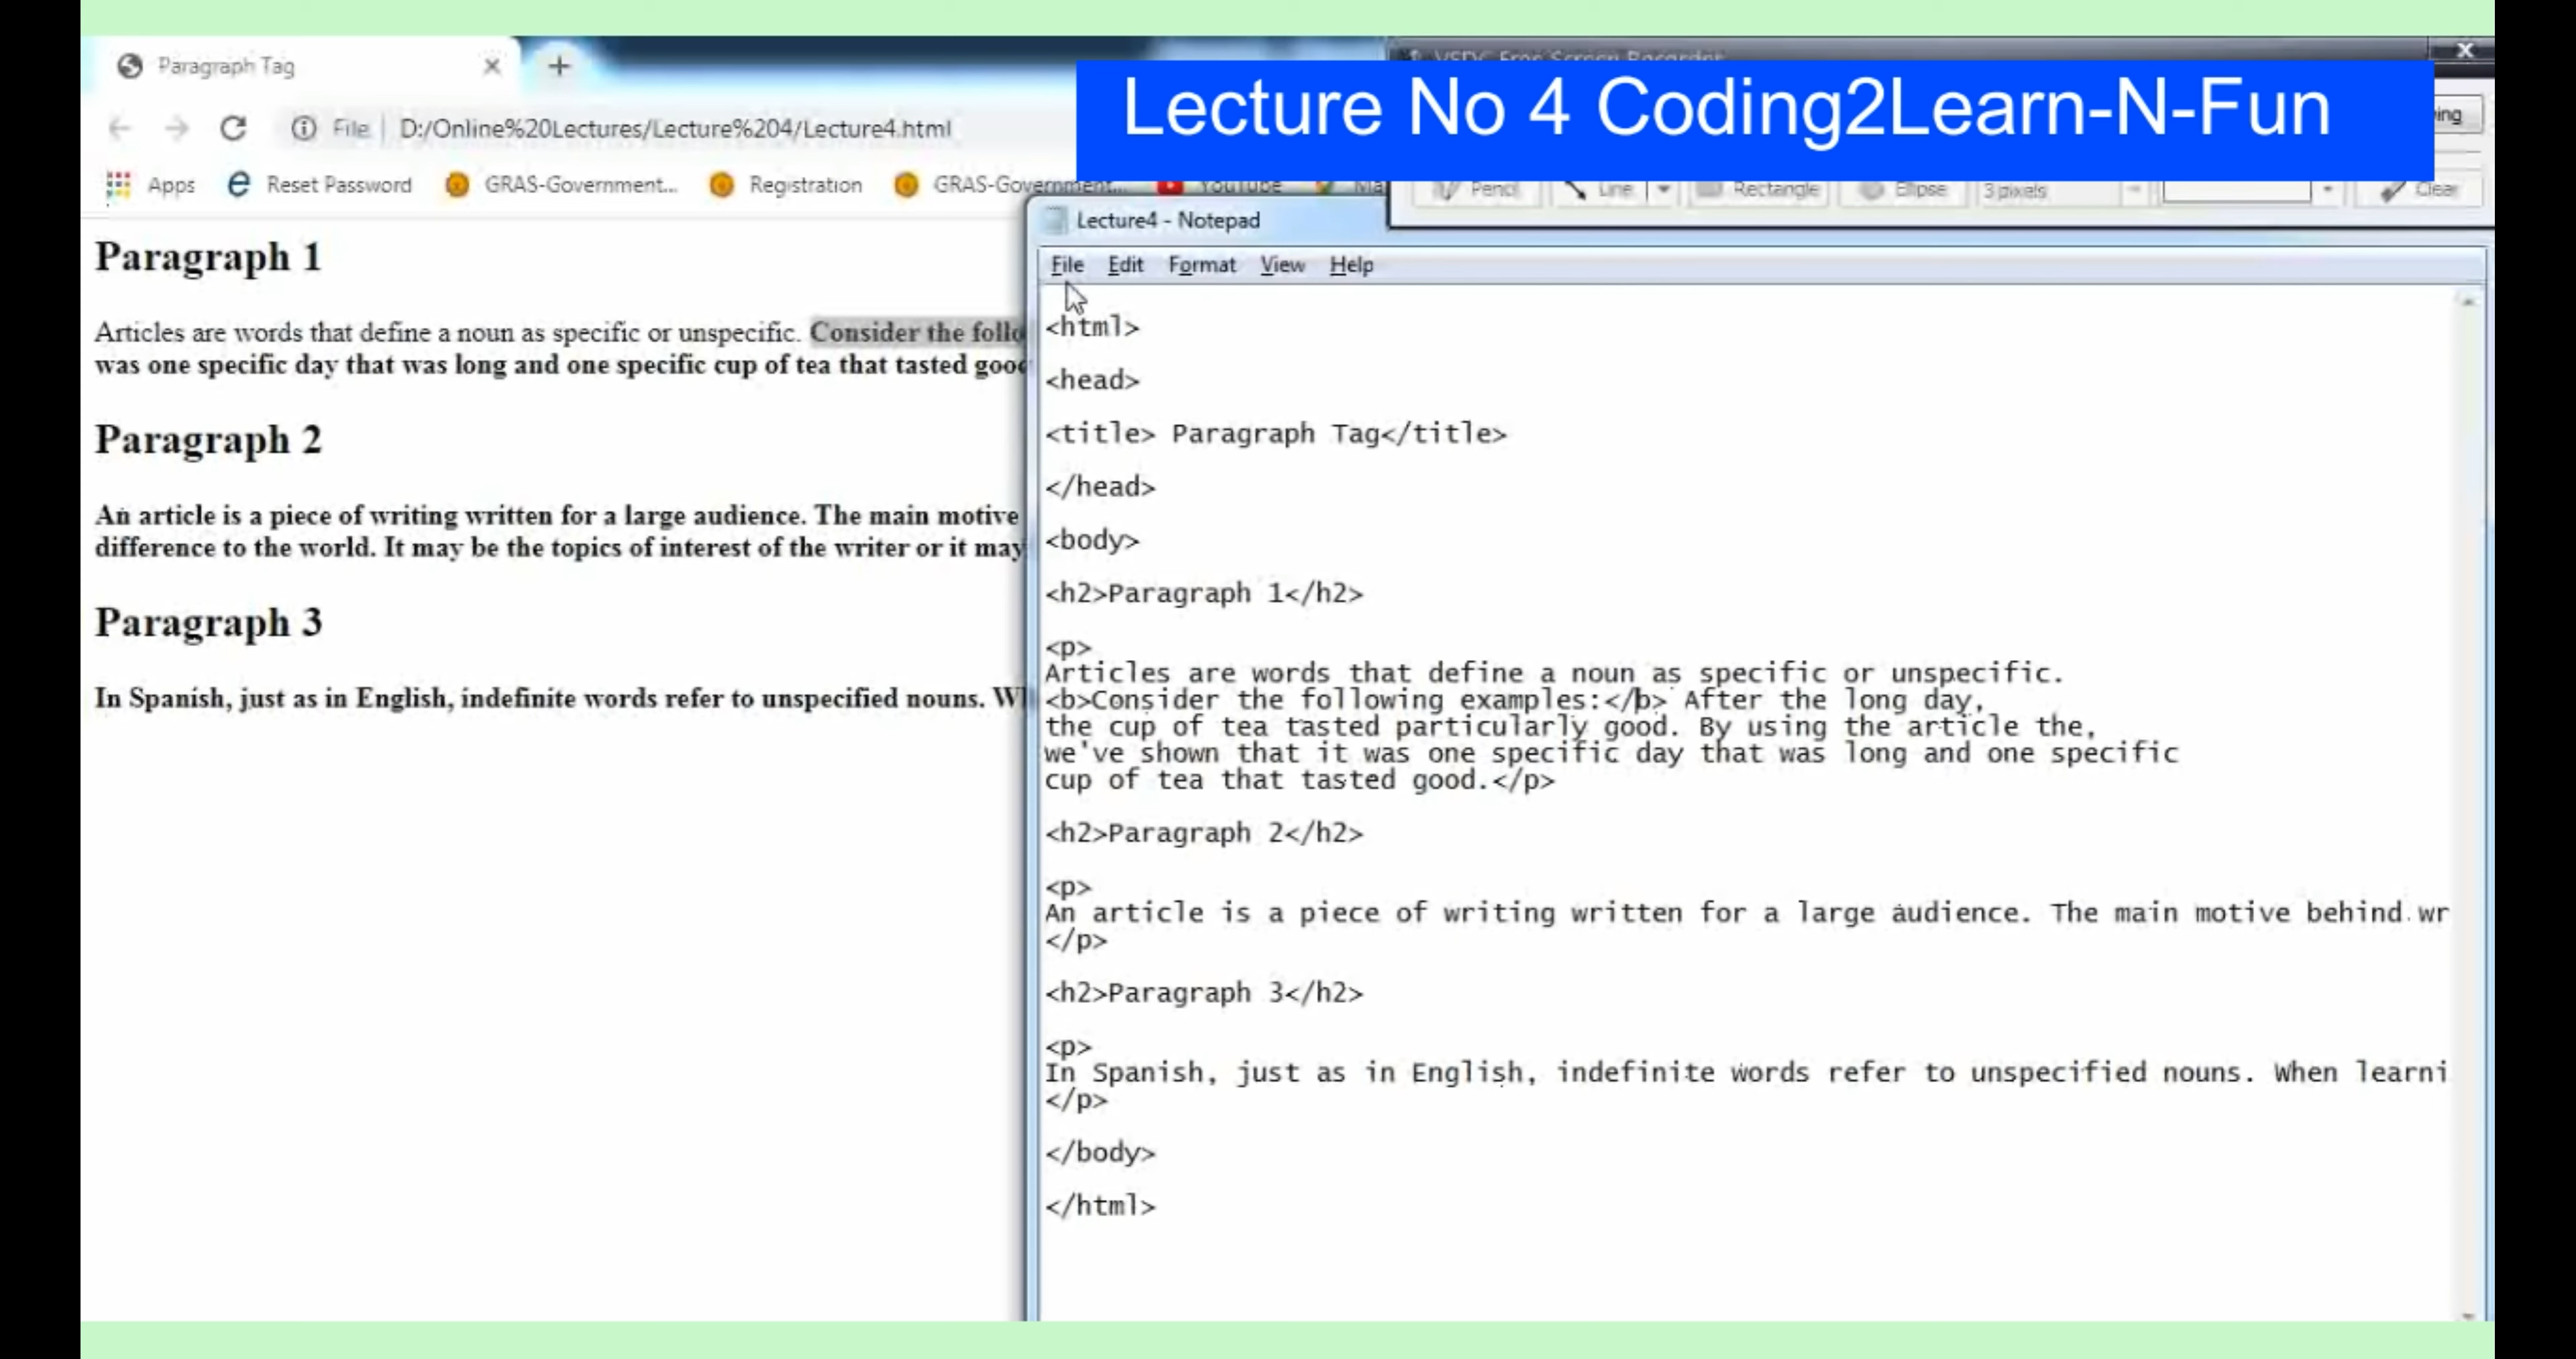 Paragraph Tag
Lecture No 4 Coding2Learn-N-Fun
File D:/Online%20Lectures/Lecture%204/Lecture4.html
Apps Reset Password GRAS-Government... Registration GRAS-Government... YouTube
Pencil Line Rectangle Ellipse 3 pixels Clear
Paragraph 1
Articles are words that define a noun as specific or unspecific. Consider the follo
was one specific day that was long and one specific cup of tea that tasted good
Paragraph 2
An article is a piece of writing written for a large audience. The main motive
difference to the world. It may be the topics of interest of the writer or it may
Paragraph 3
In Spanish, just as in English, indefinite words refer to unspecified nouns.
Lecture4 - Notepad
File Edit Format View Help
<html>
<head>
<title> Paragraph Tag</title>
</head>
<body>
<h2>Paragraph 1</h2>
<p>
Articles are words that define a noun as specific or unspecific.
<b>Consider the following examples:</b> After the long day,
the cup of tea tasted particularly good. By using the article the,
we've shown that it was one specific day that was long and one specific
cup of tea that tasted good.</p>
<h2>Paragraph 2</h2>
<p>
An article is a piece of writing written for a large audience. The main motive behind wr
</p>
<h2>Paragraph 3</h2>
<p>
In Spanish, just as in English, indefinite words refer to unspecified nouns. When learni
</p>
</body>
</html>